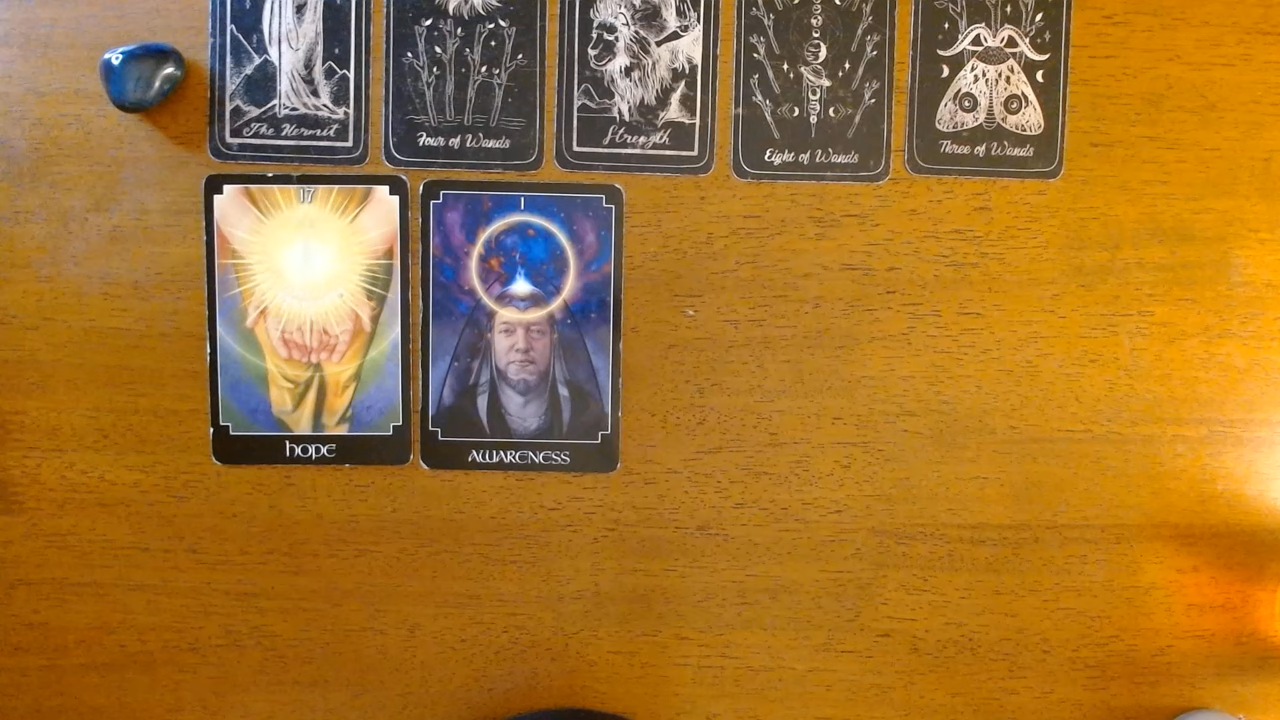 The Hermit
Four of Wands
Strength
Eight of Wands
Three of Wands
17
HOPE
I
AWARENESS